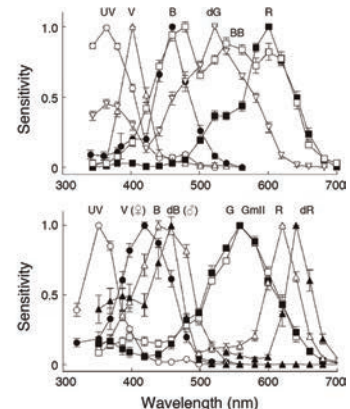 UV V B dG R
BB
Sensitivity
1.0
0.5
0
300 400 500 600 700
UV V (♀) B dB (♂) G GmII R dR
Sensitivity
1.0
0.5
0
300 400 500 600 700
Wavelength (nm)